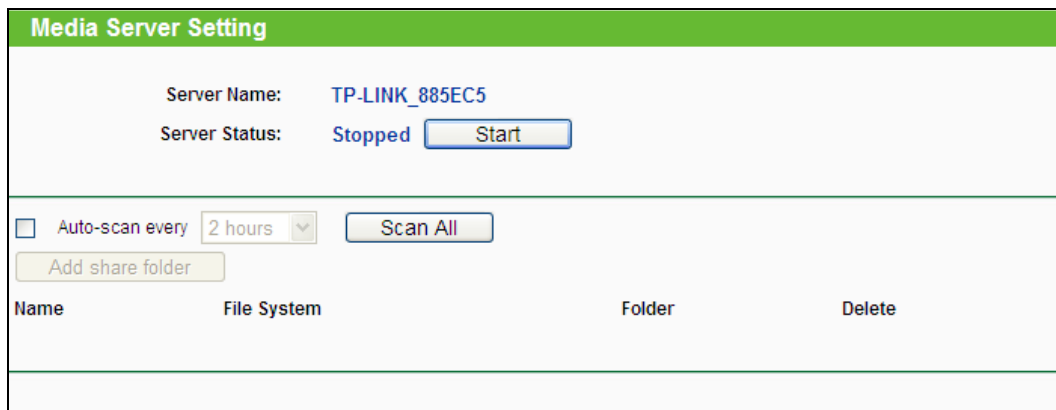 Media Server Setting
Server Name: TP-LINK_885EC5
Server Status: Stopped Start
Auto-scan every 2 hours Scan All
Add share folder
Name File System Folder Delete